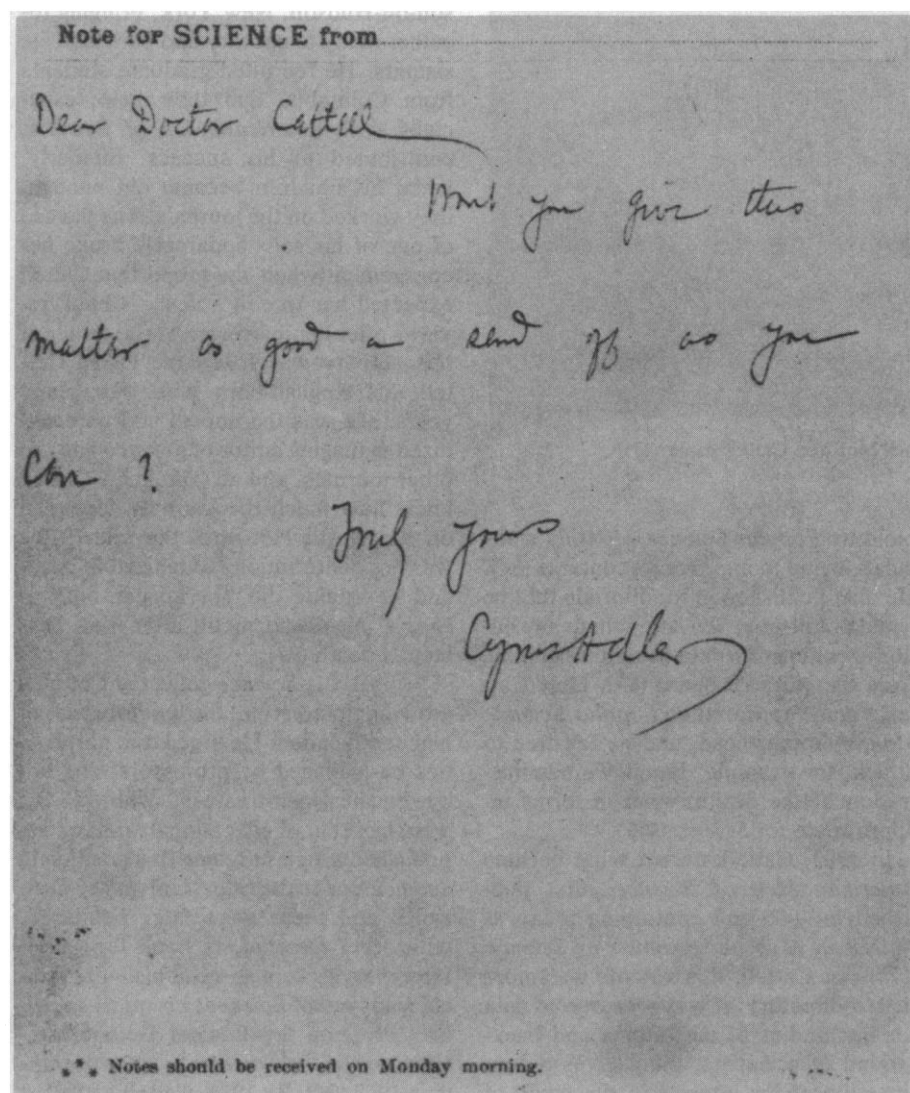 Note for SCIENCE from
Dear Doctor Cattell
Wont you give this
matter as good a send off as you
can ?
Truly yours
Cyrus Adler
⁎*⁎ Notes should be received on Monday morning.